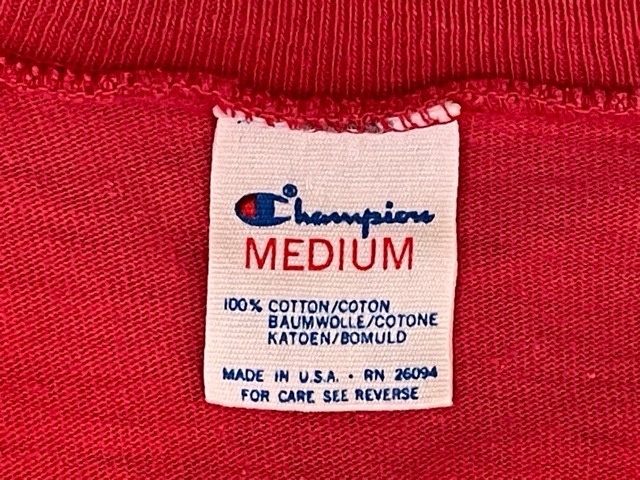 Champion®
MEDIUM
100% COTTON/COTON
BAUMWOLLE/COTONE
KATOEN/BOMULD
MADE IN U.S.A. · RN 26094
FOR CARE SEE REVERSE